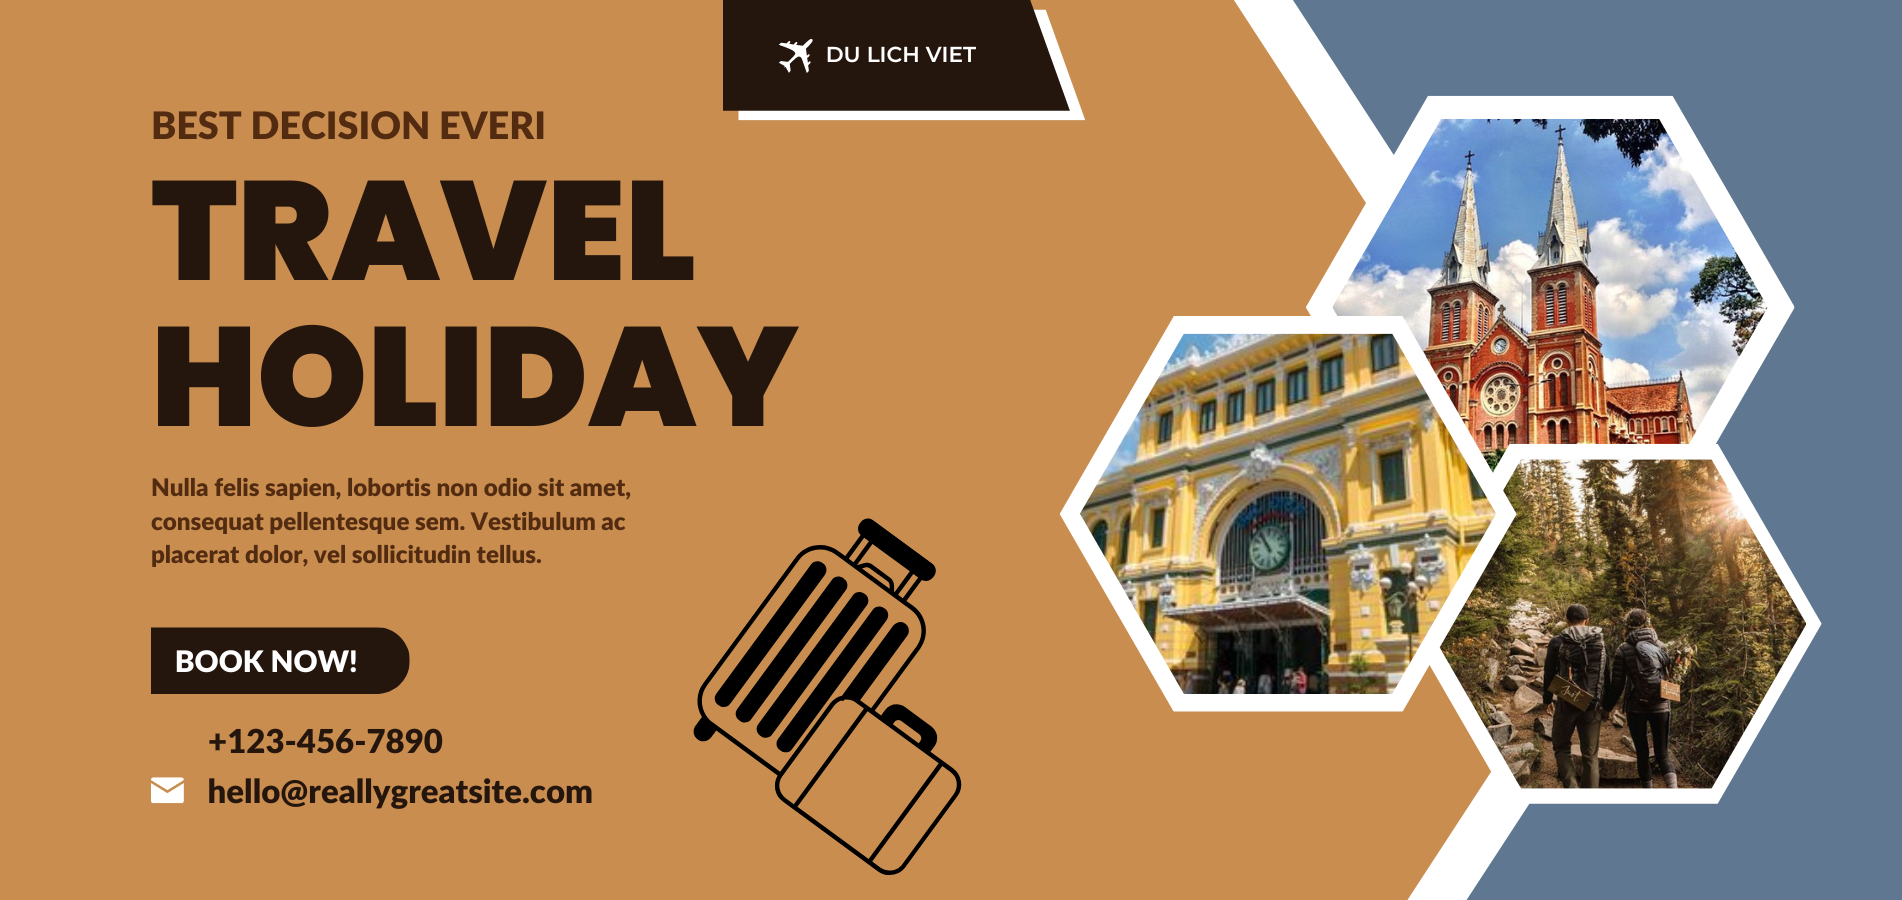 DU LICH VIET
BEST DECISION EVERI
TRAVEL
HOLIDAY
Nulla felis sapien, lobortis non odio sit amet,
consequat pellentesque sem. Vestibulum ac
placerat dolor, vel sollicitudin tellus.
BOOK NOW!
+123-456-7890
hello@reallygreatsite.com